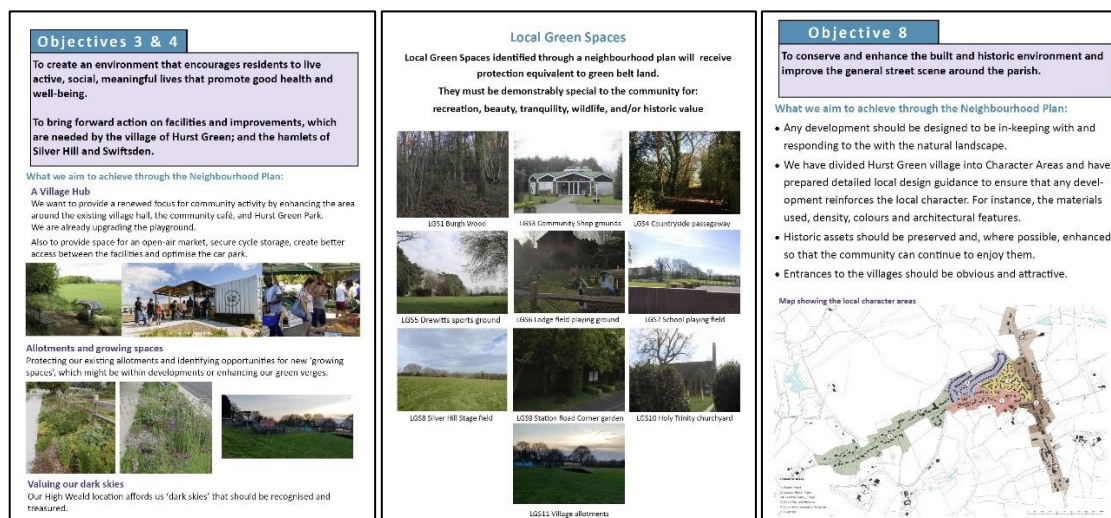 Objectives 3 & 4
To create an environment that encourages residents to live
active, social, meaningful lives that promote good health and
well-being.
To bring forward action on facilities and improvements, which
are needed by the village of Hurst Green; and the hamlets of
Silver Hill and Swiftsden.
What we aim to achieve through the Neighbourhood Plan:
A Village Hub
We want to provide a renewed focus for community activity by enhancing the area
around the existing village hall, the community café, and Hurst Green Park.
We are already upgrading the playground.
Also to provide space for an open-air market, secure cycle storage, create better
access between the facilities and optimise the car park.
Allotments and growing spaces
Protecting our existing allotments and identifying opportunities for new ‘growing
spaces’, which might be within developments or enhancing our green verges.
Valuing our dark skies
Our High Weald location affords us ‘dark skies’ that should be recognised and
treasured.
Local Green Spaces
Local Green Spaces identified through a neighbourhood plan will receive
protection equivalent to green belt land.
They must be demonstrably special to the community for:
recreation, beauty, tranquility, wildlife, and/or historic value
LGS1 Burgh Wood
LGS3 Community Shop grounds
LGS4 Countryside passageway
LGS5 Drewitts sports ground
LGS6 Lodge field playing ground
LGS7 School playing field
LGS8 Silver Hill Stage field
LGS9 Station Road Corner garden
LGS10 Holy Trinity churchyard
LGS11 Village allotments
Objective 8
To conserve and enhance the built and historic environment and
improve the general street scene around the parish.
What we aim to achieve through the Neighbourhood Plan:
• Any development should be designed to be in-keeping with and
responding to the with the natural landscape.
• We have divided Hurst Green village into Character Areas and have
prepared detailed local design guidance to ensure that any devel-
opment reinforces the local character. For instance, the materials
used, density, colours and architectural features.
• Historic assets should be preserved and, where possible, enhanced
so that the community can continue to enjoy them.
• Entrances to the villages should be obvious and attractive.
Map showing the local character areas